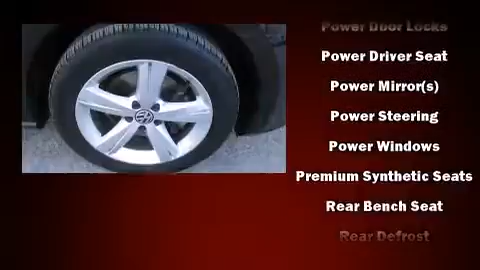 Power Door Locks
Power Driver Seat
Power Mirror(s)
Power Steering
Power Windows
Premium Synthetic Seats
Rear Bench Seat
Rear Defrost